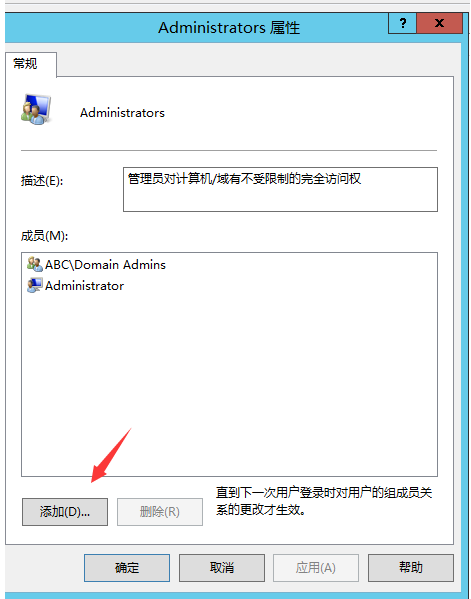 Administrators 属性
?
x
常规
Administrators
描述(E):
管理员对计算机/域有不受限制的完全访问权
成员(M):
ABC\Domain Admins
Administrator
添加(D)...
删除(R)
直到下一次用户登录时对用户的组成员关
系的更改才生效。
确定
取消
应用(A)
帮助